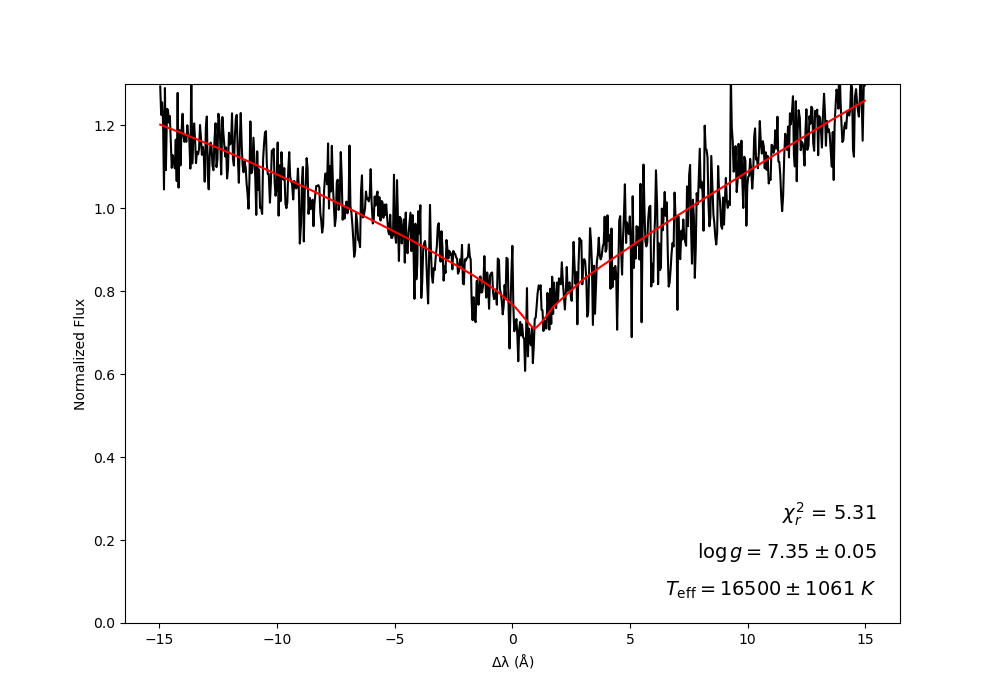 1.2
1.0
0.8
0.6
0.4
0.2
0.0
Normalized Flux
χ²ᵣ = 5.31
log g = 7.35 ± 0.05
T_eff = 16500 ± 1061 K
−15 −10 −5 0 5 10 15
Δλ (Å)